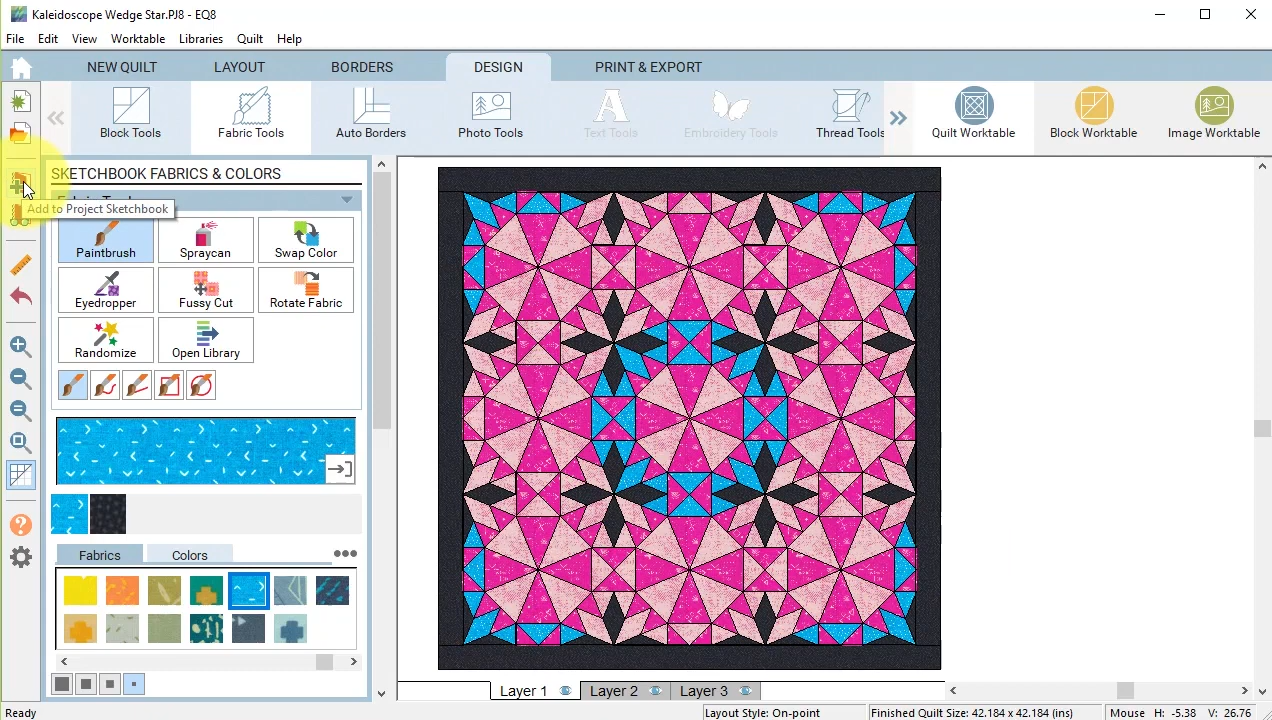 Kaleidoscope Wedge Star.PJ8 - EQ8
File Edit View Worktable Libraries Quilt Help
NEW QUILT LAYOUT BORDERS DESIGN PRINT & EXPORT
Block Tools Fabric Tools Auto Borders Photo Tools Text Tools Embroidery Tools Thread Tools Quilt Worktable Block Worktable Image Worktable
SKETCHBOOK FABRICS & COLORS
Add to Project Sketchbook
Paintbrush Spraycan Swap Color
Eyedropper Fussy Cut Rotate Fabric
Randomize Open Library
Fabrics Colors
Layer 1 Layer 2 Layer 3
Ready Layout Style: On-point Finished Quilt Size: 42.184 x 42.184 (ins) Mouse H: -5.38 V: 26.76